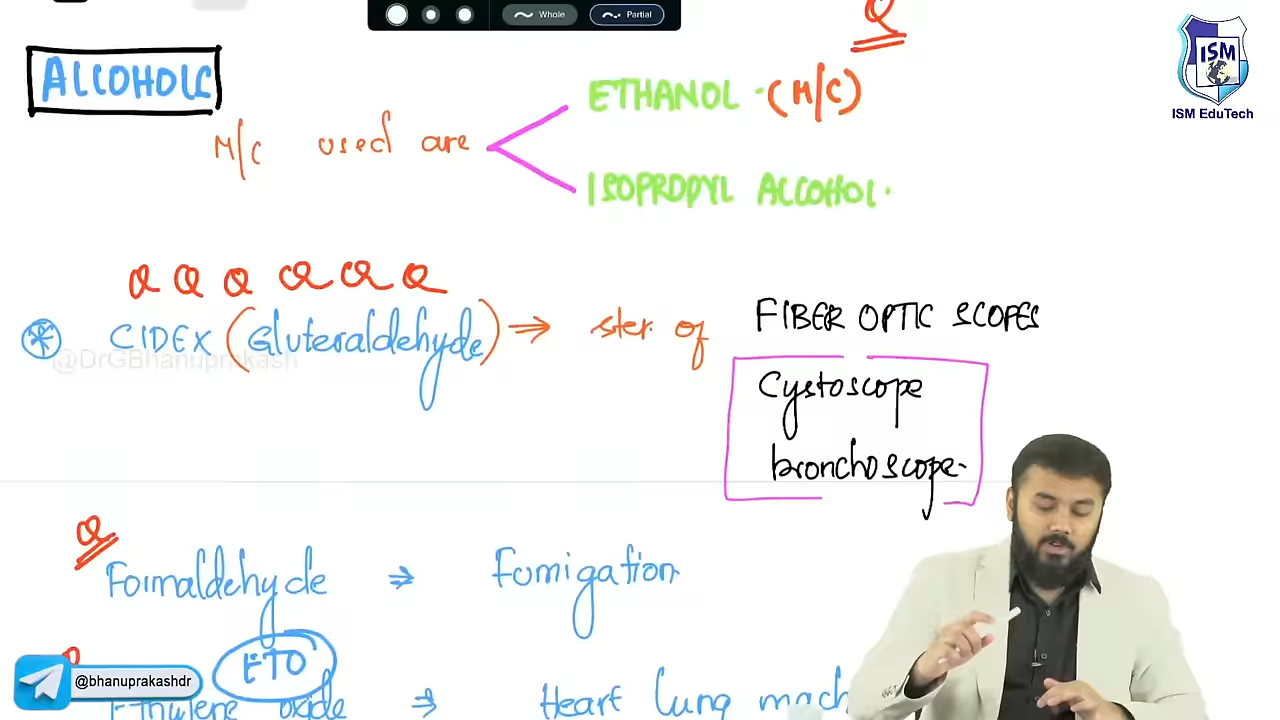 Whole Partial
Q
ISM
ISM EduTech
ALCOHOLS
ETHANOL - (M/C)
M/C used are
ISOPROPYL ALCOHOL.
Q Q Q Q Q Q
CIDEX (Gluteraldehyde) ⇒ ster. of FIBER OPTIC SCOPES
@DrGBhanuprakash
Cystoscope
bronchoscope
Q
Formaldehyde ⇒ Fumigation
Q
ETO
@bhanuprakashdr
Ethylene oxide ⇒ Heart lung mach